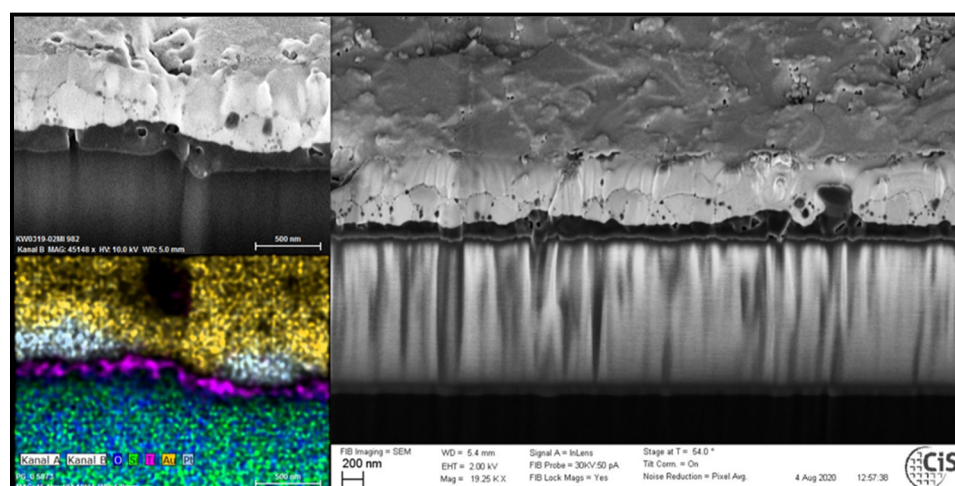 KW0319-02MI 982
Kanal B MAG: 45148 x HV: 10.0 kV WD: 5.0 mm
500 nm
Kanal A Kanal B O Si Ti Au Pt
500 nm
FIB Imaging = SEM
200 nm
WD = 5.4 mm
EHT = 2.00 kV
Mag = 19.25 K X
Signal A = InLens
FIB Probe = 30KV:50 pA
FIB Lock Mags = Yes
Stage at T = 54.0 °
Tilt Corrn. = On
Noise Reduction = Pixel Avg.
4 Aug 2020
12:57:38
CiS